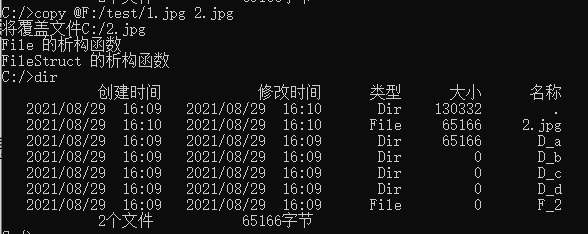 C:/>copy @F:/test/1.jpg 2.jpg
将覆盖文件C:/2.jpg
File 的析构函数
FileStruct 的析构函数
C:/>dir
创建时间 修改时间 类型 大小 名称
2021/08/29 16:09 2021/08/29 16:10 Dir 130332 .
2021/08/29 16:10 2021/08/29 16:10 File 65166 2.jpg
2021/08/29 16:09 2021/08/29 16:09 Dir 65166 D_a
2021/08/29 16:09 2021/08/29 16:09 Dir 0 D_b
2021/08/29 16:09 2021/08/29 16:09 Dir 0 D_c
2021/08/29 16:09 2021/08/29 16:09 Dir 0 D_d
2021/08/29 16:09 2021/08/29 16:09 File 0 F_2
2个文件 65166字节